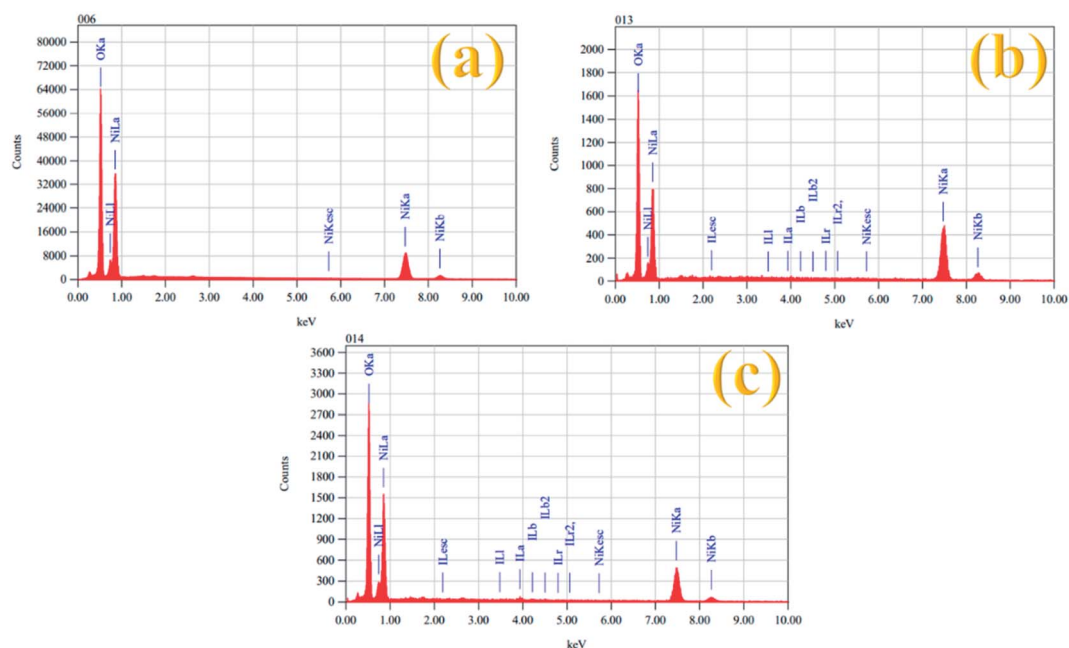 006
(a)
80000
72000
64000
56000
48000
40000
32000
24000
16000
8000
0
Counts
OKa
NiLl
NiLa
NiKesc
NiKa
NiKb
0.00 1.00 2.00 3.00 4.00 5.00 6.00 7.00 8.00 9.00 10.00
keV
013
(b)
2000
1800
1600
1400
1200
1000
800
600
400
200
0
Counts
OKa
NiLl
NiLa
ILesc
ILl
ILa
ILb
ILb2
ILr
ILr2,
NiKesc
NiKa
NiKb
0.00 1.00 2.00 3.00 4.00 5.00 6.00 7.00 8.00 9.00 10.00
keV
014
(c)
3600
3300
3000
2700
2400
2100
1800
1500
1200
900
600
300
0
Counts
OKa
NiLl
NiLa
ILesc
ILl
ILa
ILb
ILb2
ILr
ILr2,
NiKesc
NiKa
NiKb
0.00 1.00 2.00 3.00 4.00 5.00 6.00 7.00 8.00 9.00 10.00
keV